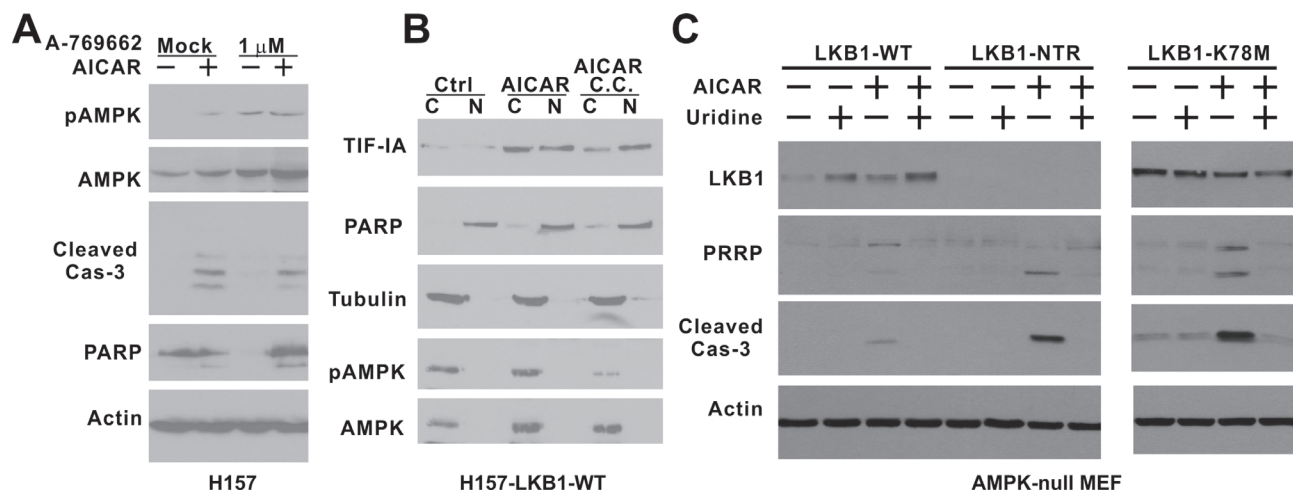 A
A-769662 Mock 1 μM
AICAR − + − +
pAMPK
AMPK
Cleaved
Cas-3
PARP
Actin
H157
B
Ctrl AICAR AICAR
C.C.
C N C N C N
TIF-IA
PARP
Tubulin
pAMPK
AMPK
H157-LKB1-WT
C
LKB1-WT LKB1-NTR LKB1-K78M
AICAR − − + + − − + + − − + +
Uridine − + − + − + − + − + − +
LKB1
PRRP
Cleaved
Cas-3
Actin
AMPK-null MEF